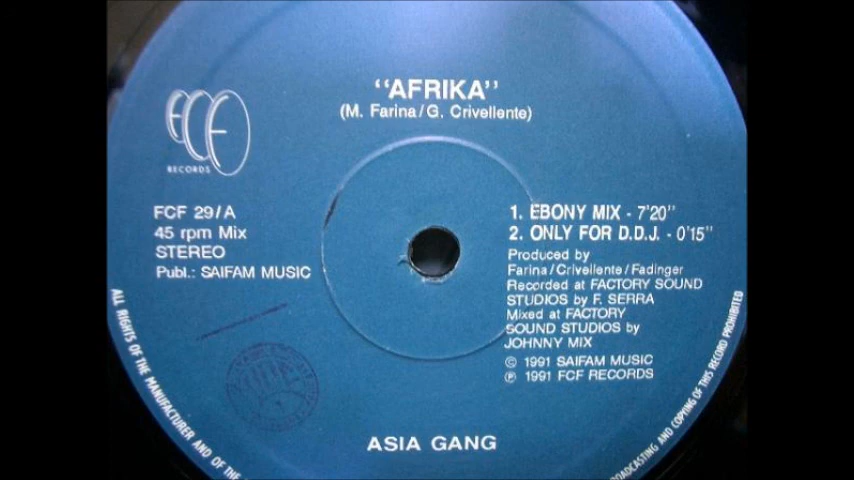 "AFRIKA"
(M. Farina/G. Crivellente)
FCF
RECORDS
FCF 29/A
45 rpm Mix
STEREO
Publ.: SAIFAM MUSIC
1. EBONY MIX - 7'20"
2. ONLY FOR D.D.J. - 0'15"
Produced by
Farina/Crivellente/Fadinger
Recorded at FACTORY SOUND
STUDIOS by F. SERRA
Mixed at FACTORY
SOUND STUDIOS by
JOHNNY MIX
© 1991 SAIFAM MUSIC
℗ 1991 FCF RECORDS
ASIA GANG
ALL RIGHTS OF THE MANUFACTURER AND OF THE
BROADCASTING AND COPYING OF THIS RECORD PROHIBITED